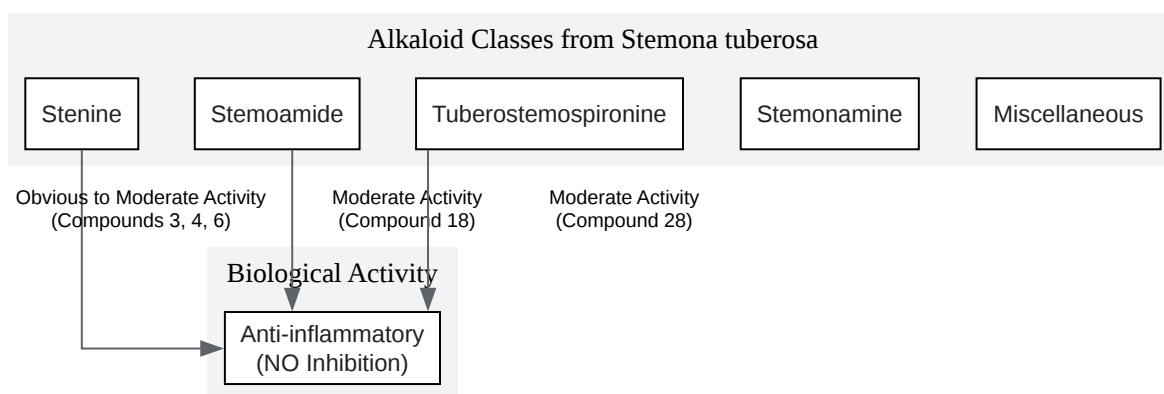 Alkaloid Classes from Stemona tuberosa
Stenine
Stemoamide
Tuberostemospironine
Stemonamine
Miscellaneous
Obvious to Moderate Activity
(Compounds 3, 4, 6)
Moderate Activity
(Compound 18)
Moderate Activity
(Compound 28)
Biological Activity
Anti-inflammatory
(NO Inhibition)